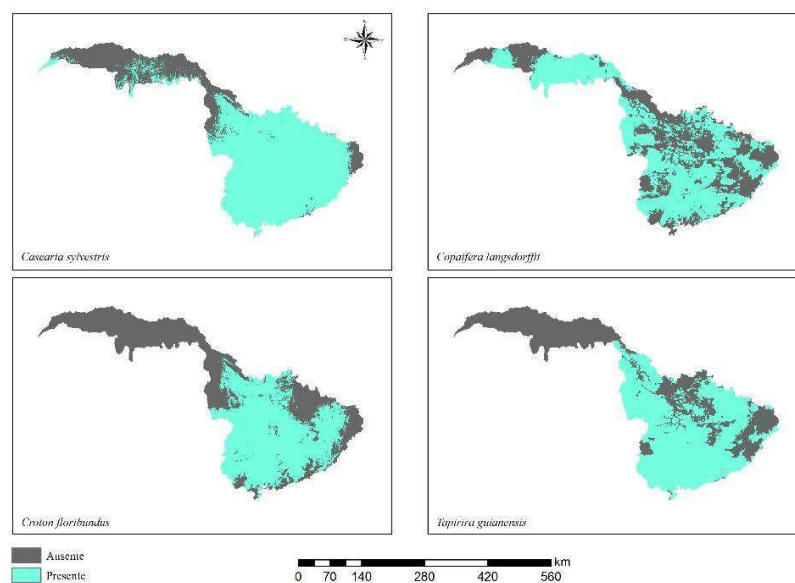 Casearia sylvestris
Copaifera langsdorffii
Croton floribundus
Tapirira guianensis
Ausente
Presente
km
0 70 140 280 420 560